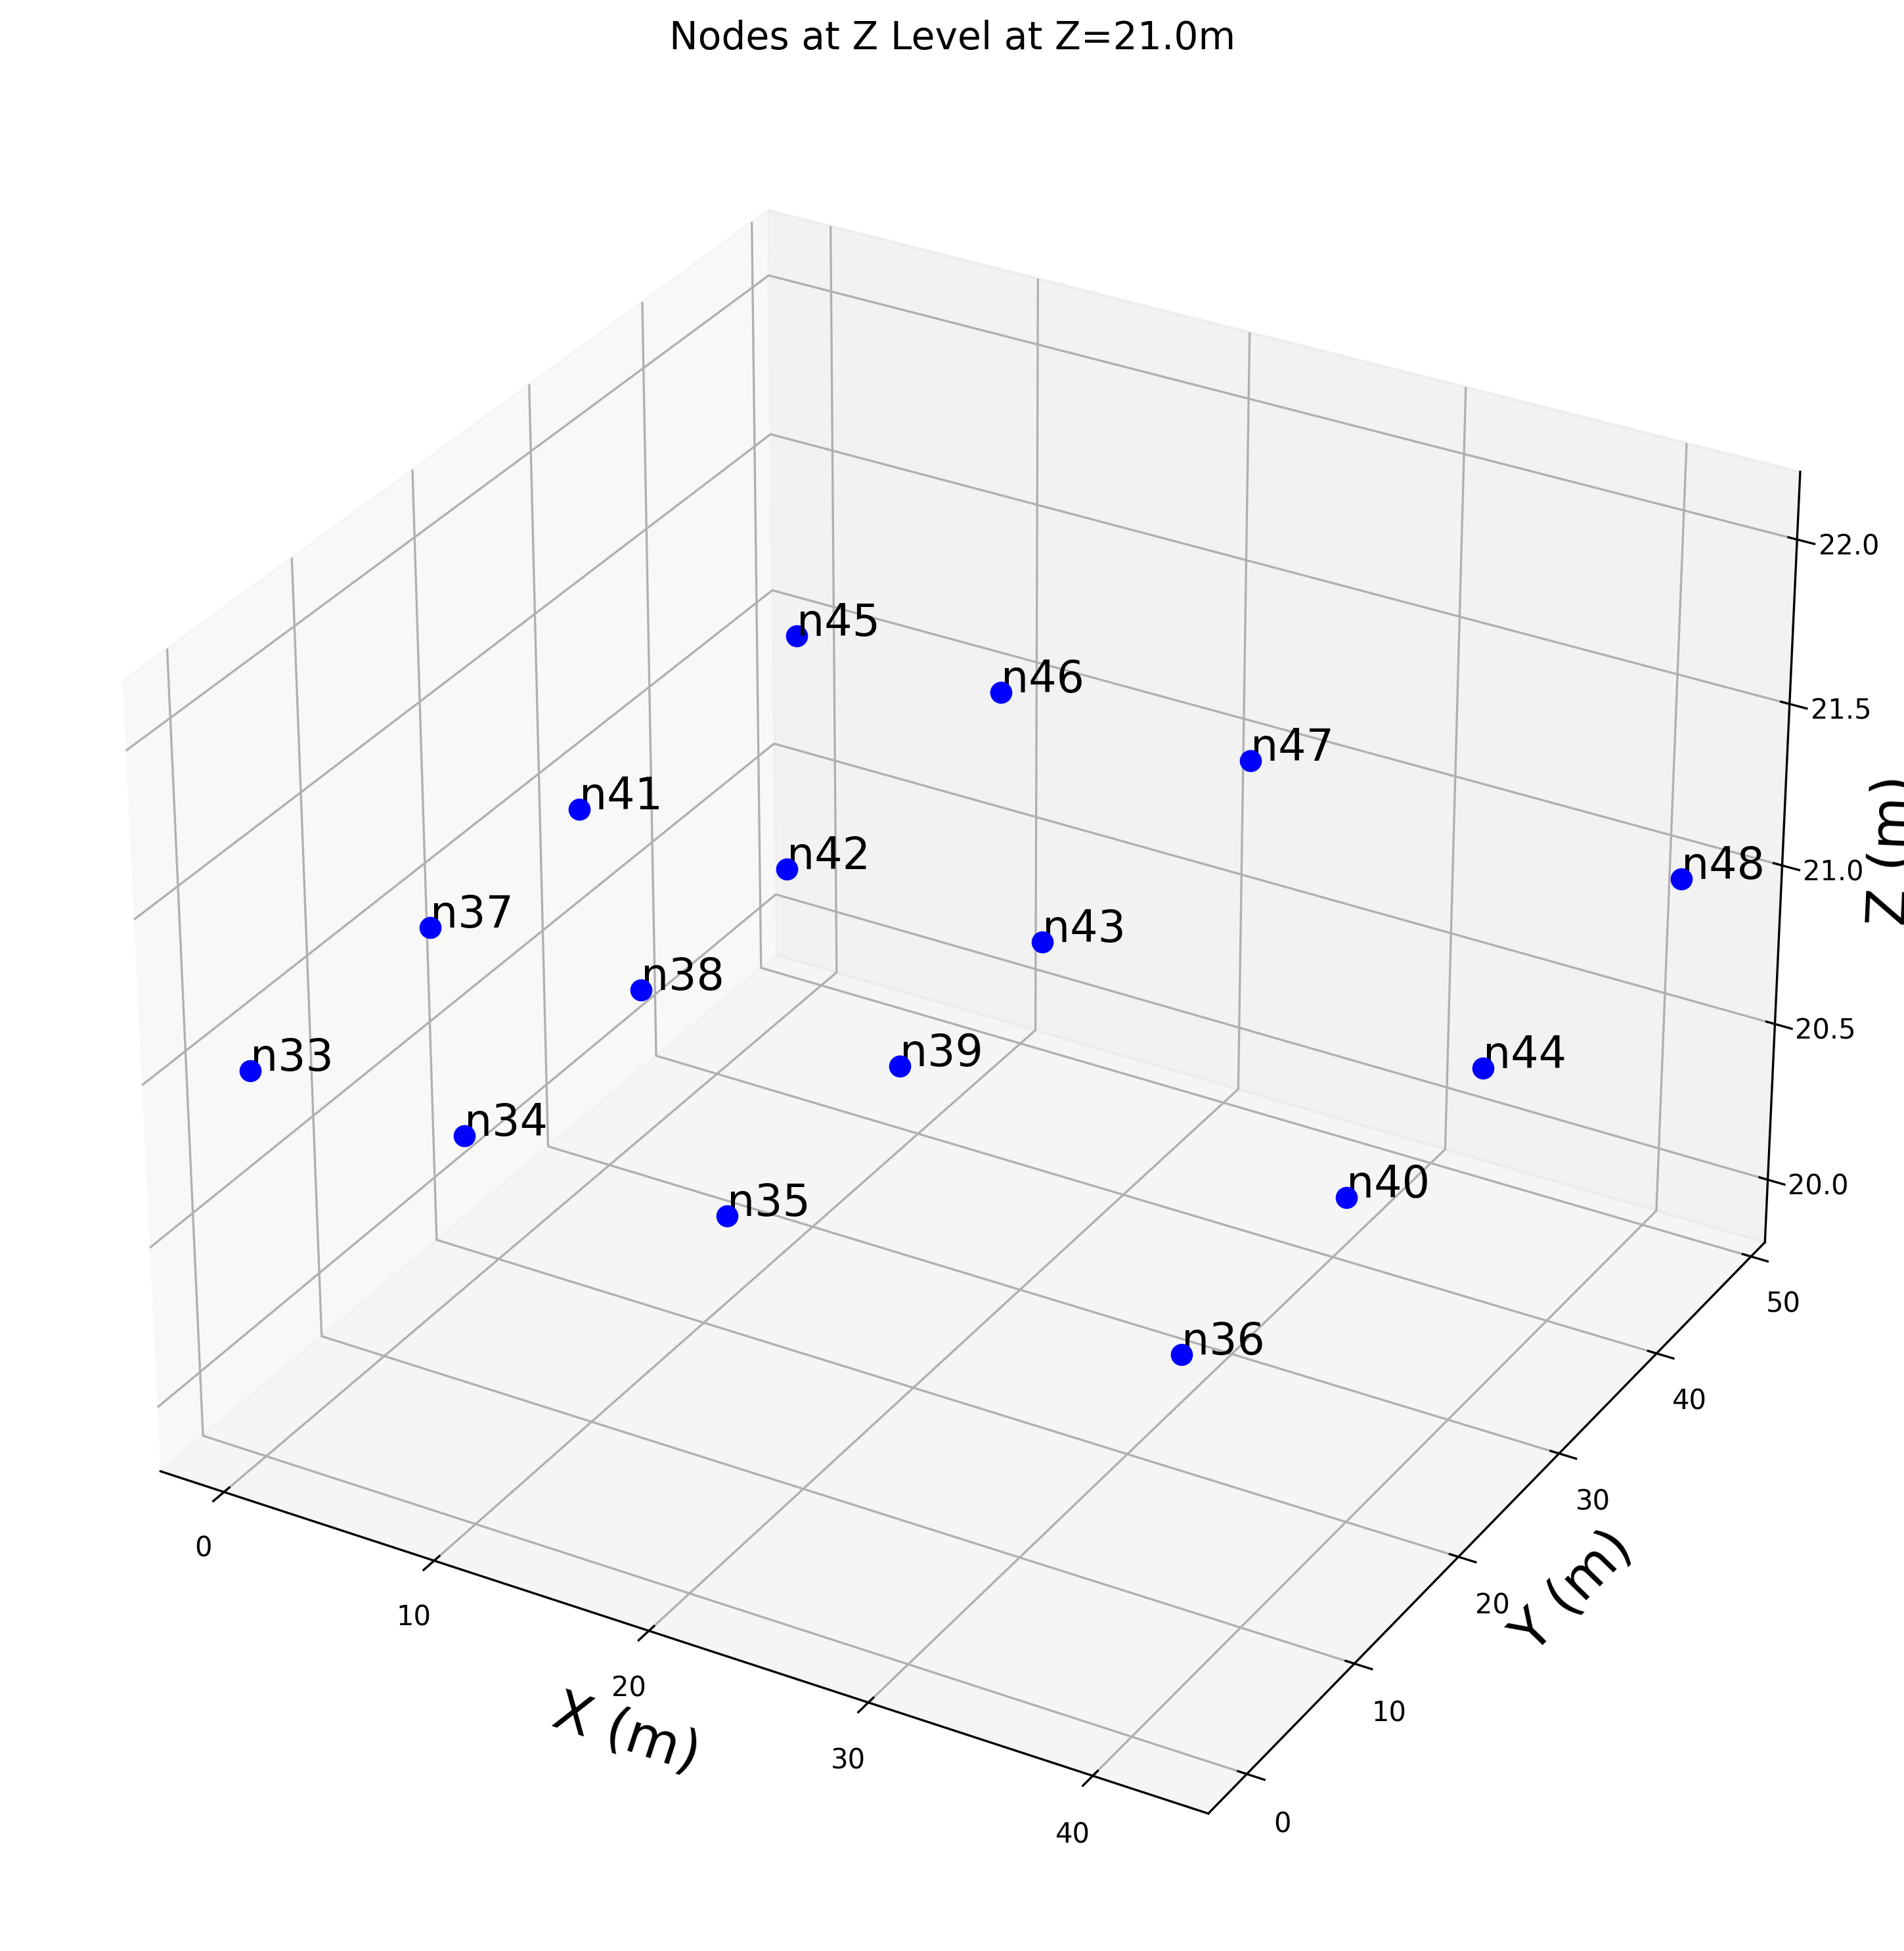 Nodes at Z Level at Z=21.0m
22.0
n45
n46
21.5
n47
n41
Z (m)
n42
n48
21.0
n37
n43
n38
20.5
n39
n44
n33
n34
n40
20.0
n35
50
n36
40
30
0
Y (m)
20
10
20
10
X (m)
30
0
40